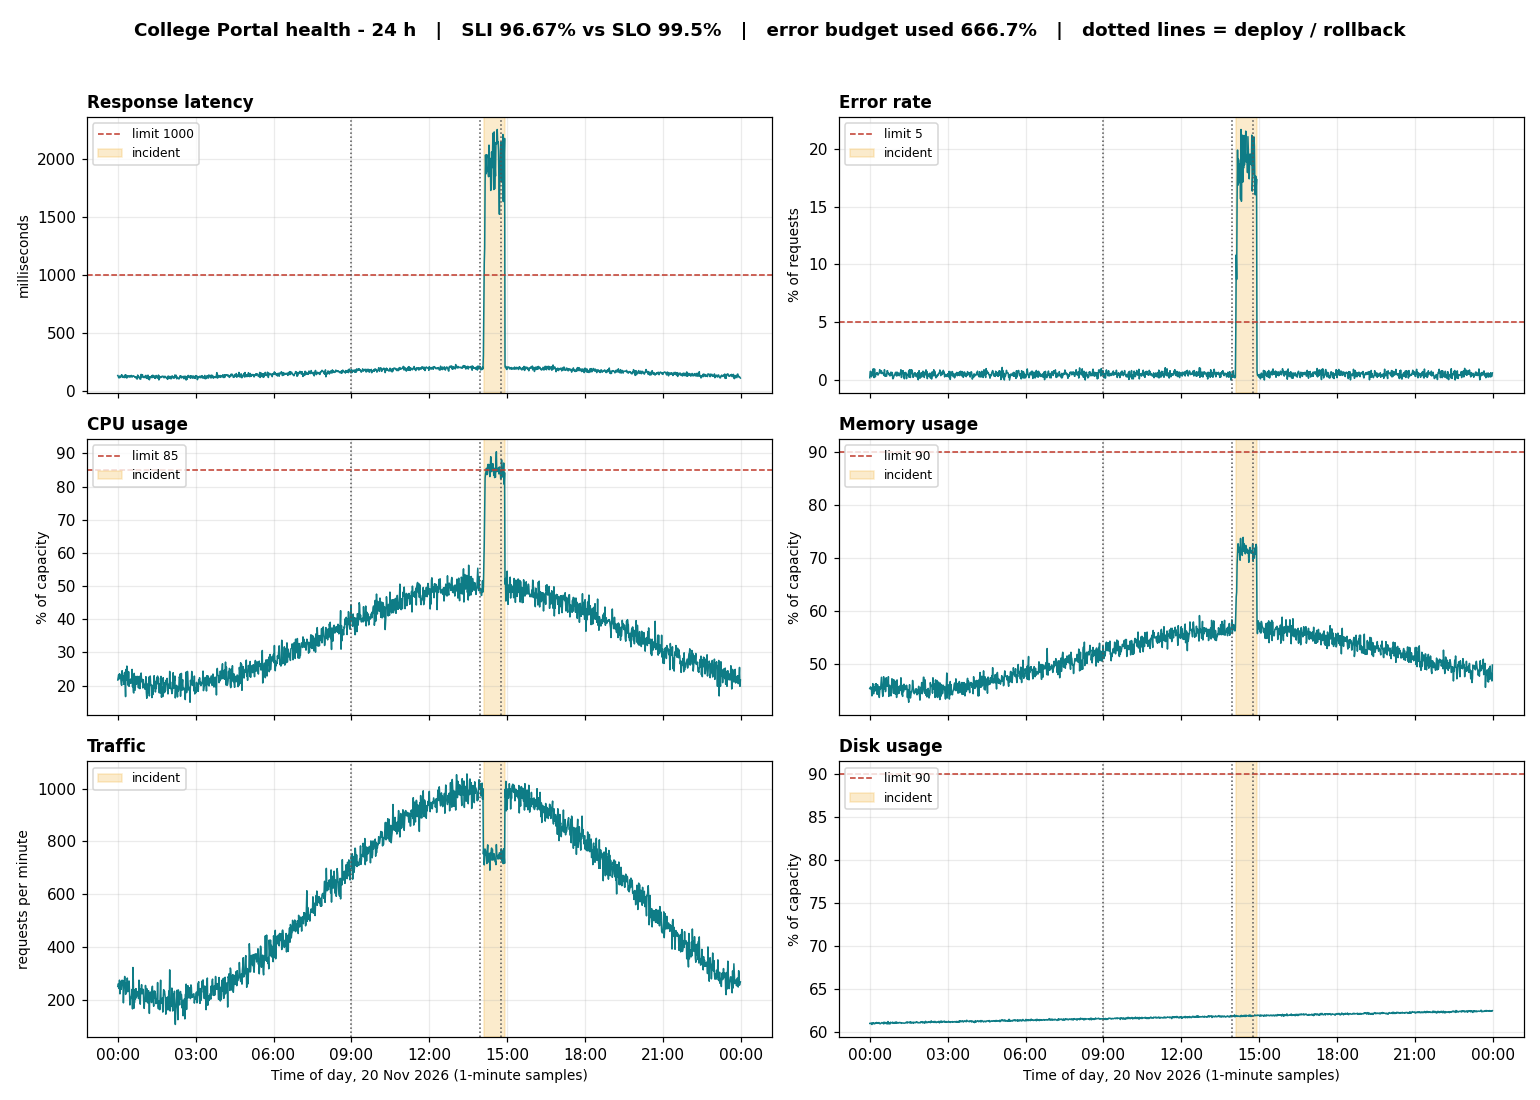 College Portal health - 24 h | SLI 96.67% vs SLO 99.5% | error budget used 666.7% | dotted lines = deploy / rollback
Response latency
limit 1000
incident
milliseconds
2000
1500
1000
500
0
Error rate
limit 5
incident
% of requests
20
15
10
5
0
CPU usage
limit 85
incident
% of capacity
90
80
70
60
50
40
30
20
Memory usage
limit 90
incident
% of capacity
90
80
70
60
50
Traffic
incident
requests per minute
1000
800
600
400
200
00:00 03:00 06:00 09:00 12:00 15:00 18:00 21:00 00:00
Time of day, 20 Nov 2026 (1-minute samples)
Disk usage
limit 90
incident
% of capacity
90
85
80
75
70
65
60
00:00 03:00 06:00 09:00 12:00 15:00 18:00 21:00 00:00
Time of day, 20 Nov 2026 (1-minute samples)